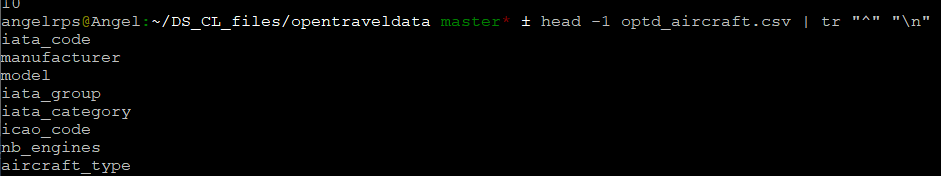 10
angelrps@Angel:~/DS_CL_files/opentraveldata master* ± head -1 optd_aircraft.csv | tr "^" "\n"
iata_code
manufacturer
model
iata_group
iata_category
icao_code
nb_engines
aircraft_type